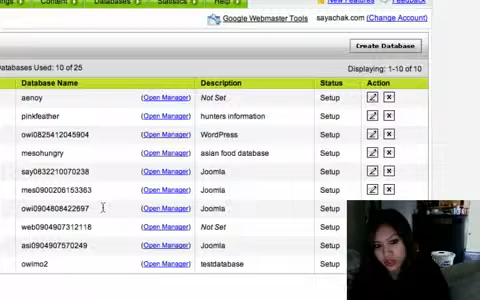 ngs Content Databases Statistics Help
New Features Feedback
Google Webmaster Tools sayachak.com (Change Account)
Create Database
Databases Used: 10 of 25 Displaying: 1-10 of 10
Database Name Description Status Action
aenoy (Open Manager) Not Set Setup
pinkfeather (Open Manager) hunters information Setup
owi0825412045904 (Open Manager) WordPress Setup
mesohungry (Open Manager) asian food database Setup
say0832210070238 (Open Manager) Joomla Setup
mes0900206153363 (Open Manager) Joomla Setup
owi0904808422697 (Open Manager) Joomla Setup
web0904907312118 (Open Manager) Not Set Setup
asi0904907570249 (Open Manager) Joomla Setup
owimo2 (Open Manager) testdatabase Setup